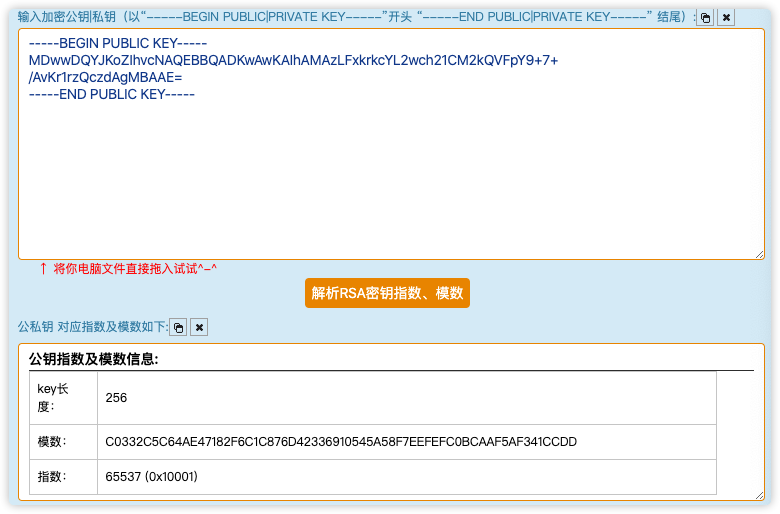 输入加密公钥|私钥（以“-----BEGIN PUBLIC|PRIVATE KEY-----”开头 “-----END PUBLIC|PRIVATE KEY-----” 结尾）:
-----BEGIN PUBLIC KEY-----
MDwwDQYJKoZIhvcNAQEBBQADKwAwKAIhAMAzLFxkrkcYL2wch21CM2kQVFpY9+7+
/AvKr1rzQczdAgMBAAE=
-----END PUBLIC KEY-----
↑ 将你电脑文件直接拖入试试^-^
解析RSA密钥指数、模数
公私钥 对应指数及模数如下:
公钥指数及模数信息:
key长度： 256
模数： C0332C5C64AE47182F6C1C876D42336910545A58F7EEFEFC0BCAAF5AF341CCDD
指数： 65537 (0x10001)